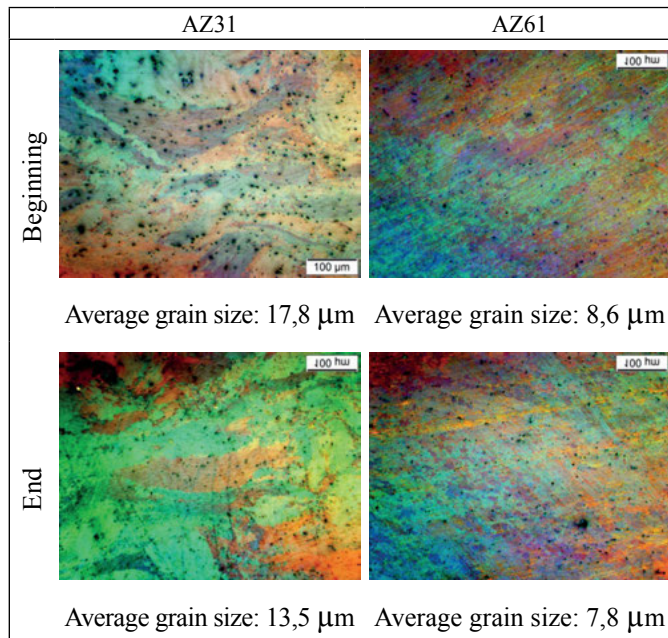 AZ31 AZ61
Beginning
100 µm
100 µm
Average grain size: 17,8 µm Average grain size: 8,6 µm
End
100 µm
100 µm
Average grain size: 13,5 µm Average grain size: 7,8 µm